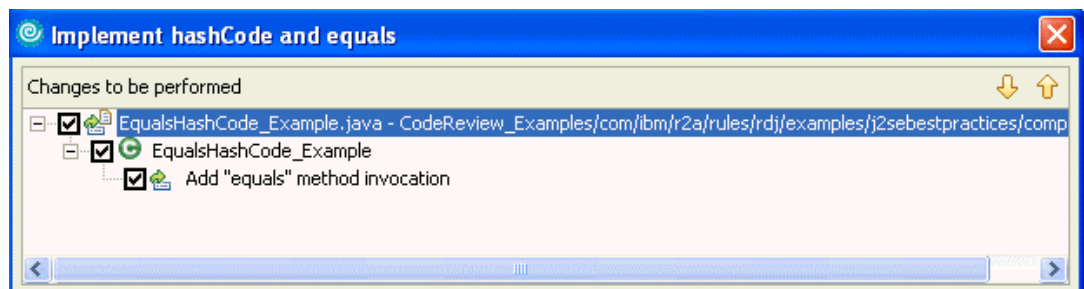 Implement hashCode and equals
Changes to be performed
EqualsHashCode_Example.java - CodeReview_Examples/com/ibm/r2a/rules/rdj/examples/j2sebestpractices/comp
EqualsHashCode_Example
Add "equals" method invocation